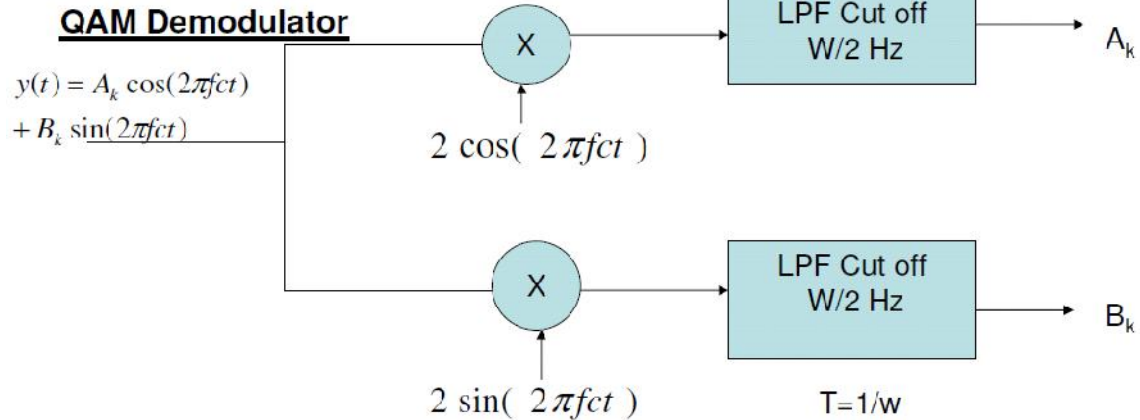 QAM Demodulator
y(t) = A_k cos(2πfct)
+ B_k sin(2πfct)
X
2 cos( 2πfct )
LPF Cut off
W/2 Hz
A_k
X
2 sin( 2πfct )
LPF Cut off
W/2 Hz
B_k
T=1/w